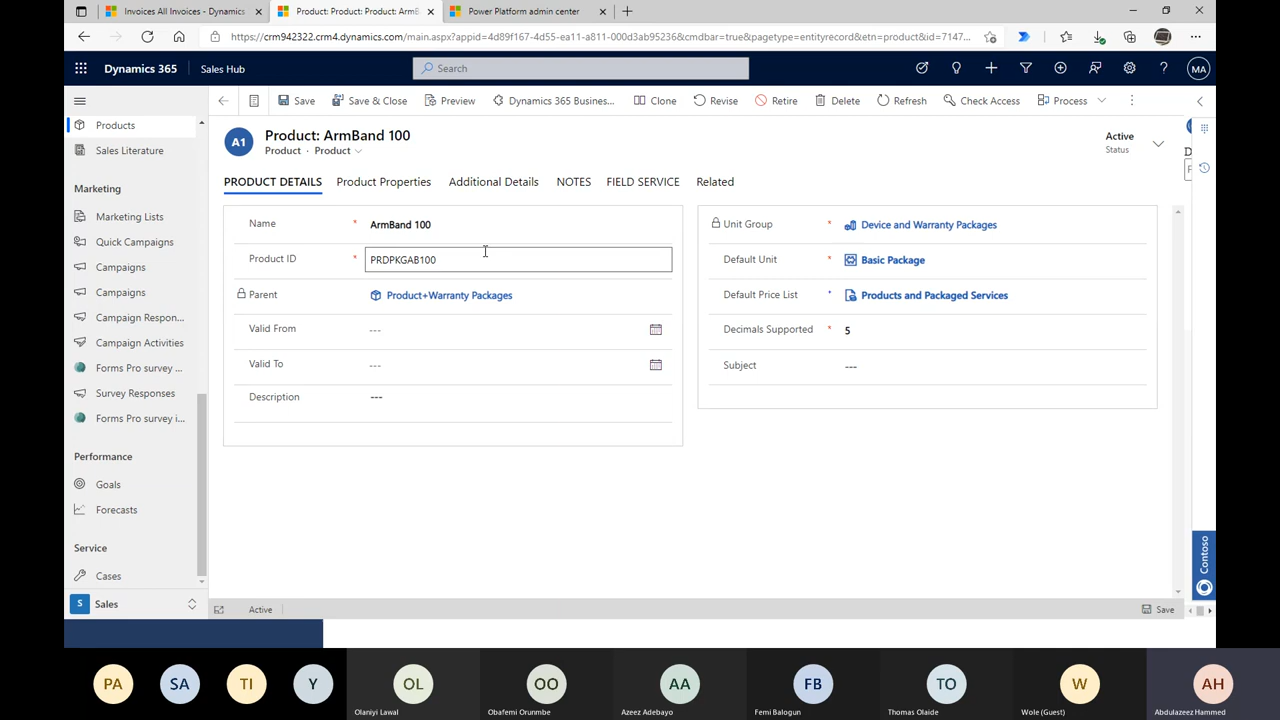 Invoices All Invoices - Dynamics
Product: Product: Product: ArmB
Power Platform admin center
https://crm942322.crm4.dynamics.com/main.aspx?appid=4d89f167-4d55-ea11-a811-000d3ab95236&cmdbar=true&pagetype=entityrecord&etn=product&id=7147...
Dynamics 365
Sales Hub
Search
MA
Save
Save & Close
Preview
Dynamics 365 Busines...
Clone
Revise
Retire
Delete
Refresh
Check Access
Process
Products
Sales Literature
Marketing
Marketing Lists
Quick Campaigns
Campaigns
Campaigns
Campaign Respon...
Campaign Activities
Forms Pro survey ...
Survey Responses
Forms Pro survey i...
Performance
Goals
Forecasts
Service
Cases
S Sales
A1
Product: ArmBand 100
Product · Product
Active
Status
D
PRODUCT DETAILS
Product Properties
Additional Details
NOTES
FIELD SERVICE
Related
Name * ArmBand 100
Product ID * PRDPKGAB100
Parent Product+Warranty Packages
Valid From ---
Valid To ---
Description ---
Unit Group * Device and Warranty Packages
Default Unit * Basic Package
Default Price List * Products and Packaged Services
Decimals Supported * 5
Subject ---
Contoso
Active
Save
PA
SA
TI
Y
OL
Olaniyi Lawal
OO
Obafemi Orunmbe
AA
Azeez Adebayo
FB
Femi Balogun
TO
Thomas Olaide
W
Wole (Guest)
AH
Abdulazeez Hammed